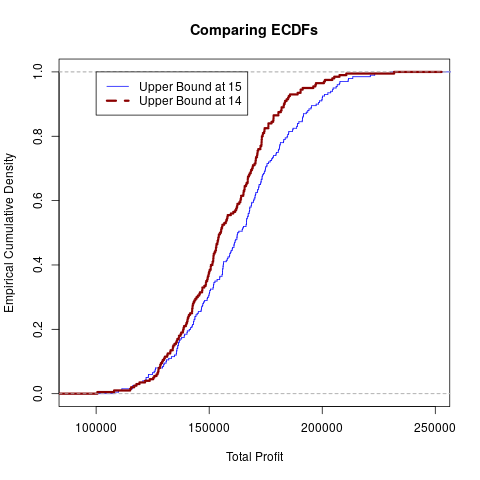 Comparing ECDFs
Upper Bound at 15
Upper Bound at 14
Empirical Cumulative Density
1.0
0.8
0.6
0.4
0.2
0.0
100000 150000 200000 250000
Total Profit